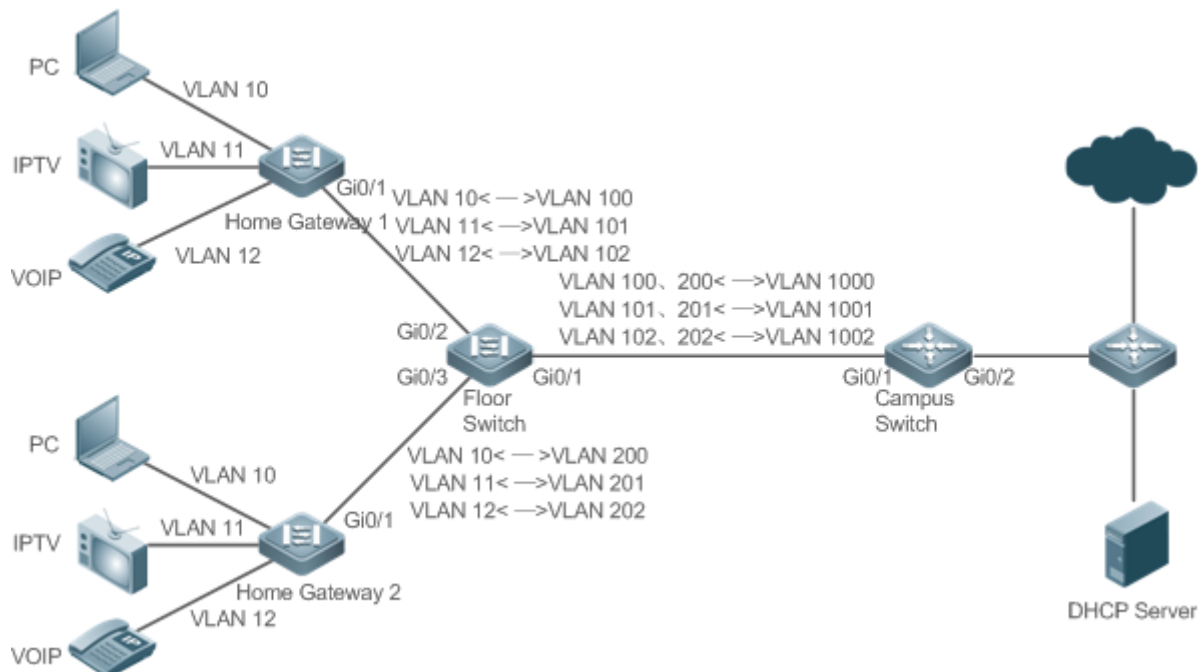 PC
VLAN 10
IPTV
VLAN 11
Gi0/1
Home Gateway 1
VLAN 10< — >VLAN 100
VLAN 11< —>VLAN 101
VLAN 12< —>VLAN 102
VOIP
VLAN 12
IP
VLAN 100、200< —>VLAN 1000
VLAN 101、201< —>VLAN 1001
VLAN 102、202< —>VLAN 1002
Gi0/2
Gi0/3
Gi0/1
Floor
Switch
Gi0/1
Gi0/2
Campus
Switch
PC
VLAN 10
IPTV
VLAN 11
Gi0/1
Home Gateway 2
VLAN 10< — >VLAN 200
VLAN 11< —>VLAN 201
VLAN 12< —>VLAN 202
VOIP
VLAN 12
IP
DHCP Server